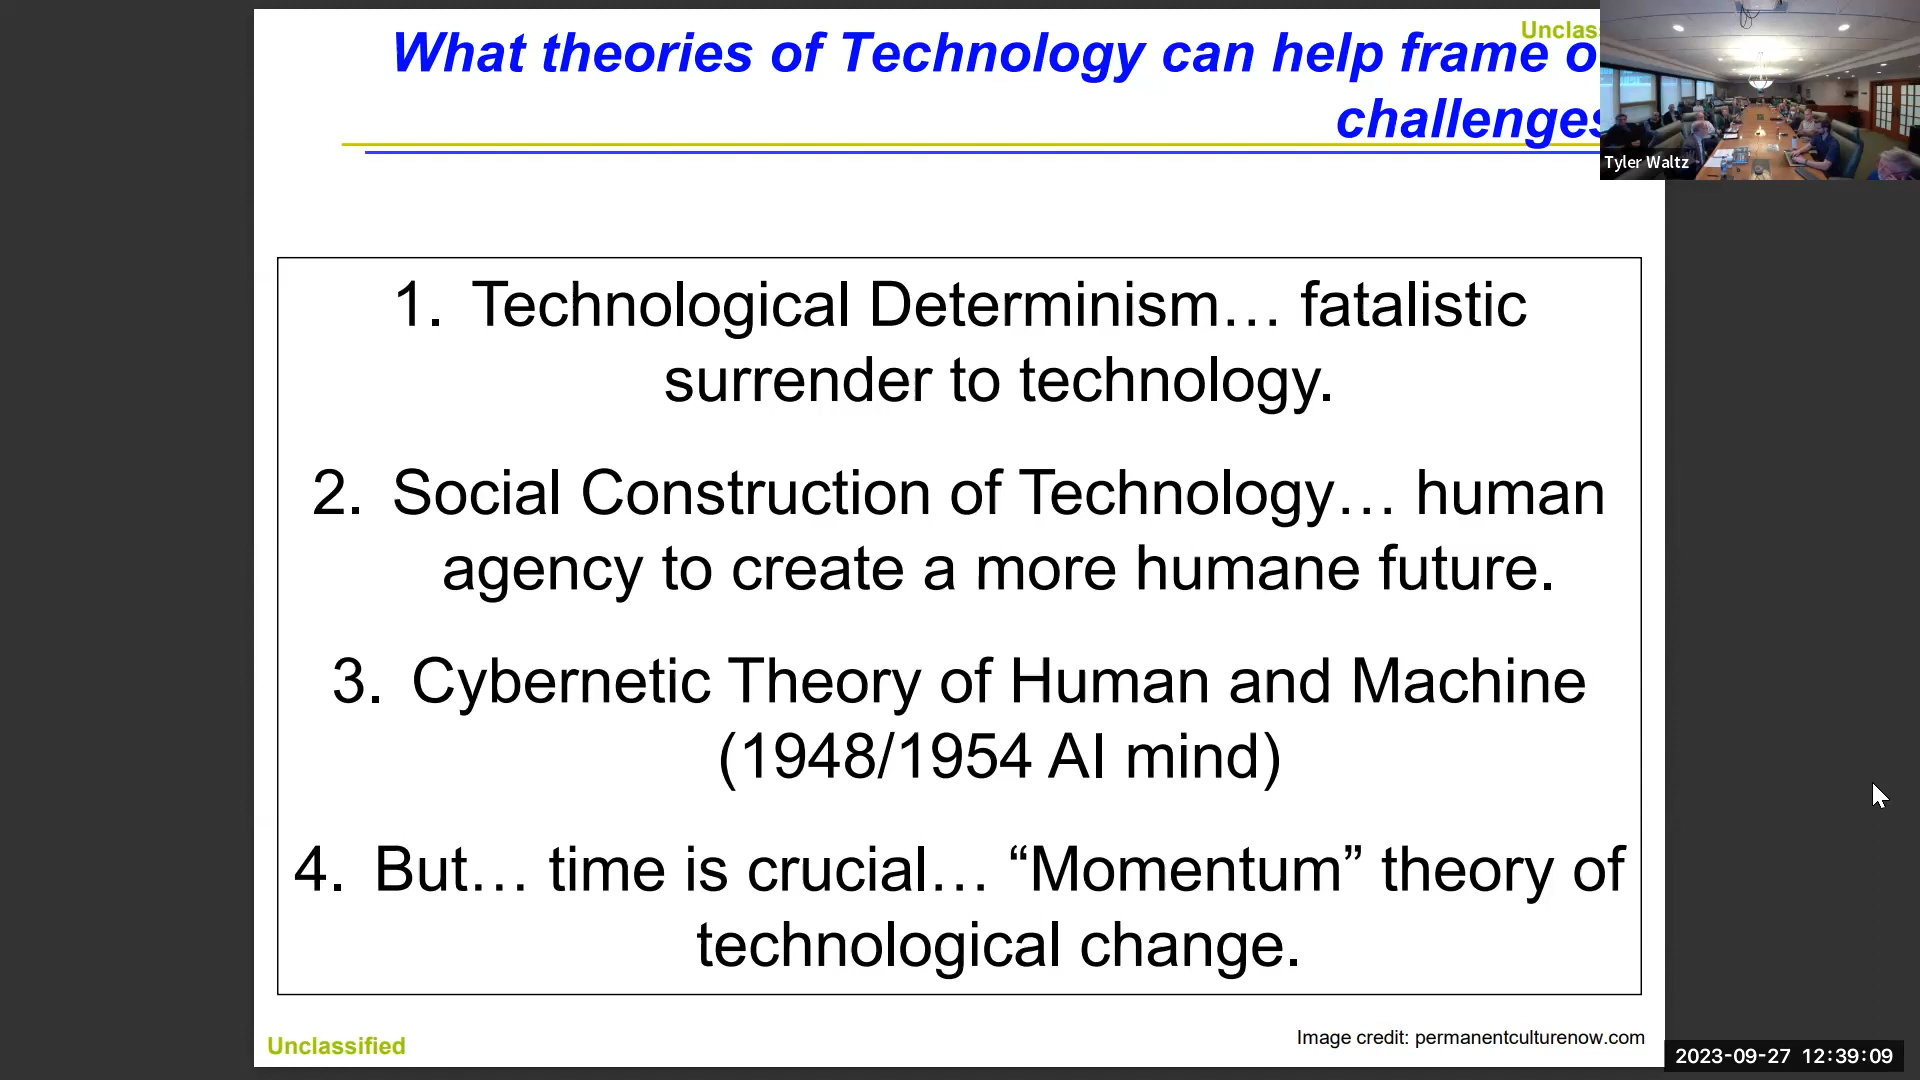 Unclas
What theories of Technology can help frame o
challenges
Tyler Waltz
1. Technological Determinism… fatalistic
surrender to technology.
2. Social Construction of Technology… human
agency to create a more humane future.
3. Cybernetic Theory of Human and Machine
(1948/1954 AI mind)
4. But… time is crucial… “Momentum” theory of
technological change.
Unclassified
Image credit: permanentculturenow.com
2023-09-27 12:39:09